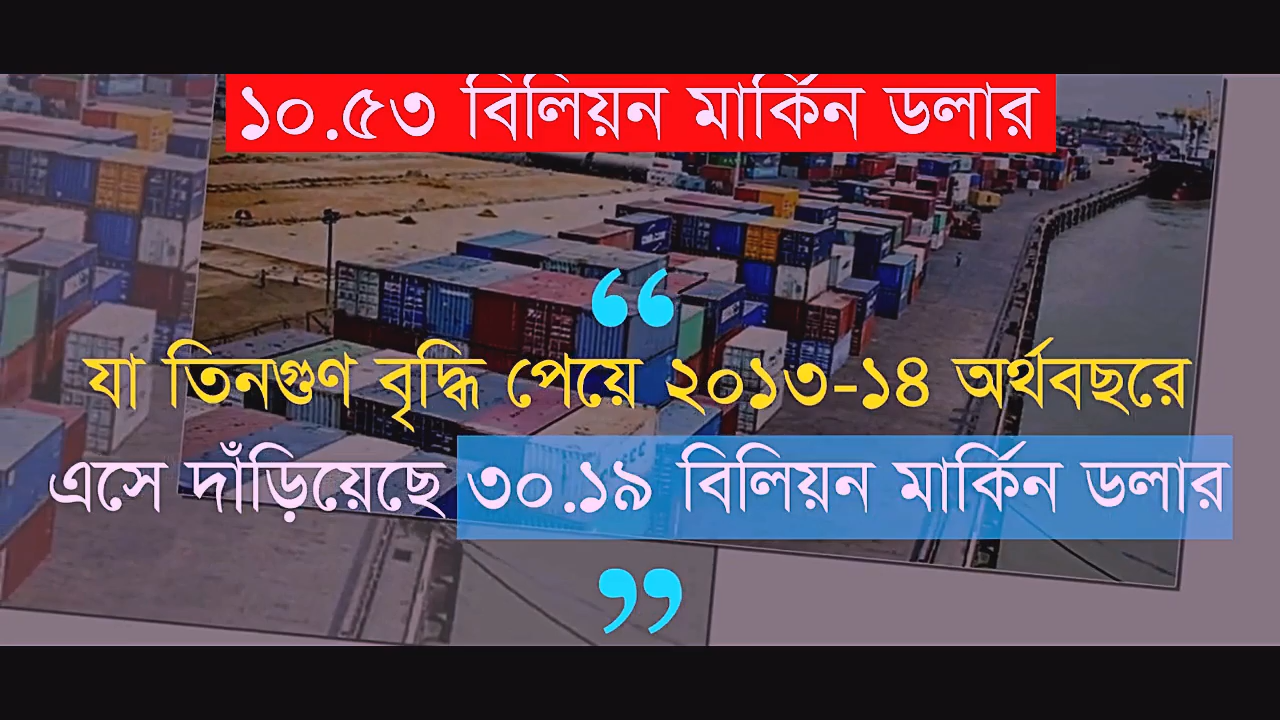 ১০.৫৩ বিলিয়ন মার্কিন ডলার
“
যা তিনগুণ বৃদ্ধি পেয়ে ২০১৩-১৪ অর্থবছরে
এসে দাঁড়িয়েছে ৩০.১৯ বিলিয়ন মার্কিন ডলার
”